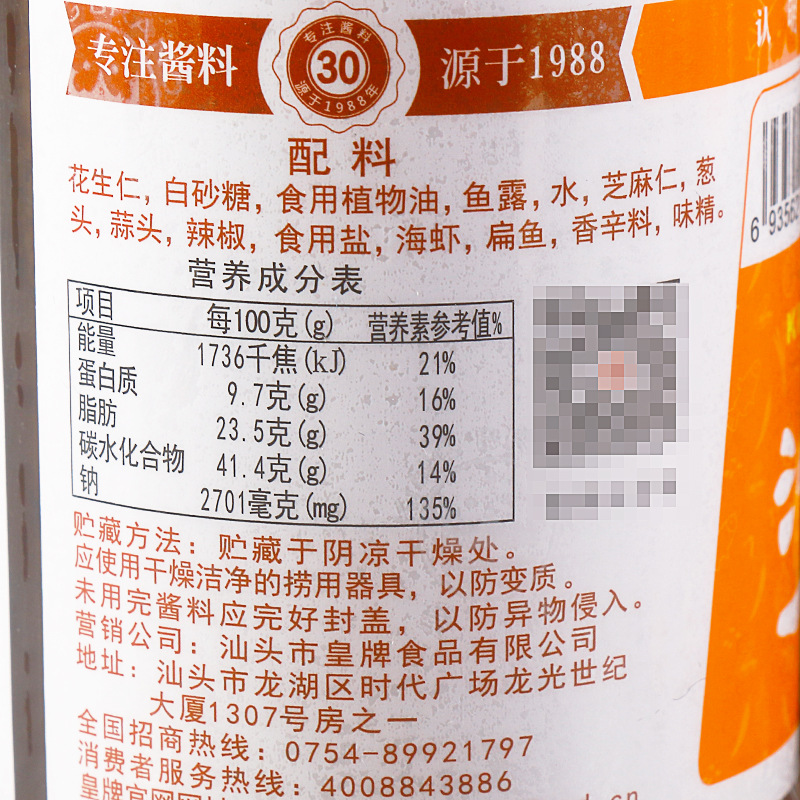 专注酱料
专注酱料
30
源于1988年
源于1988
认
配料
花生仁，白砂糖，食用植物油，鱼露，水，芝麻仁，葱
头，蒜头，辣椒，食用盐，海虾，扁鱼，香辛料，味精。
营养成分表
项目 每100克(g) 营养素参考值%
能量 1736千焦(kJ) 21%
蛋白质 9.7克(g) 16%
脂肪 23.5克(g) 39%
碳水化合物 41.4克(g) 14%
钠 2701毫克(mg) 135%
贮藏方法：贮藏于阴凉干燥处。
应使用干燥洁净的捞用器具，以防变质。
未用完酱料应完好封盖，以防异物侵入。
营销公司：汕头市皇牌食品有限公司
地址：汕头市龙湖区时代广场龙光世纪
大厦1307号房之一
全国招商热线：0754-89921797
消费者服务热线：4008843886
皇牌官网